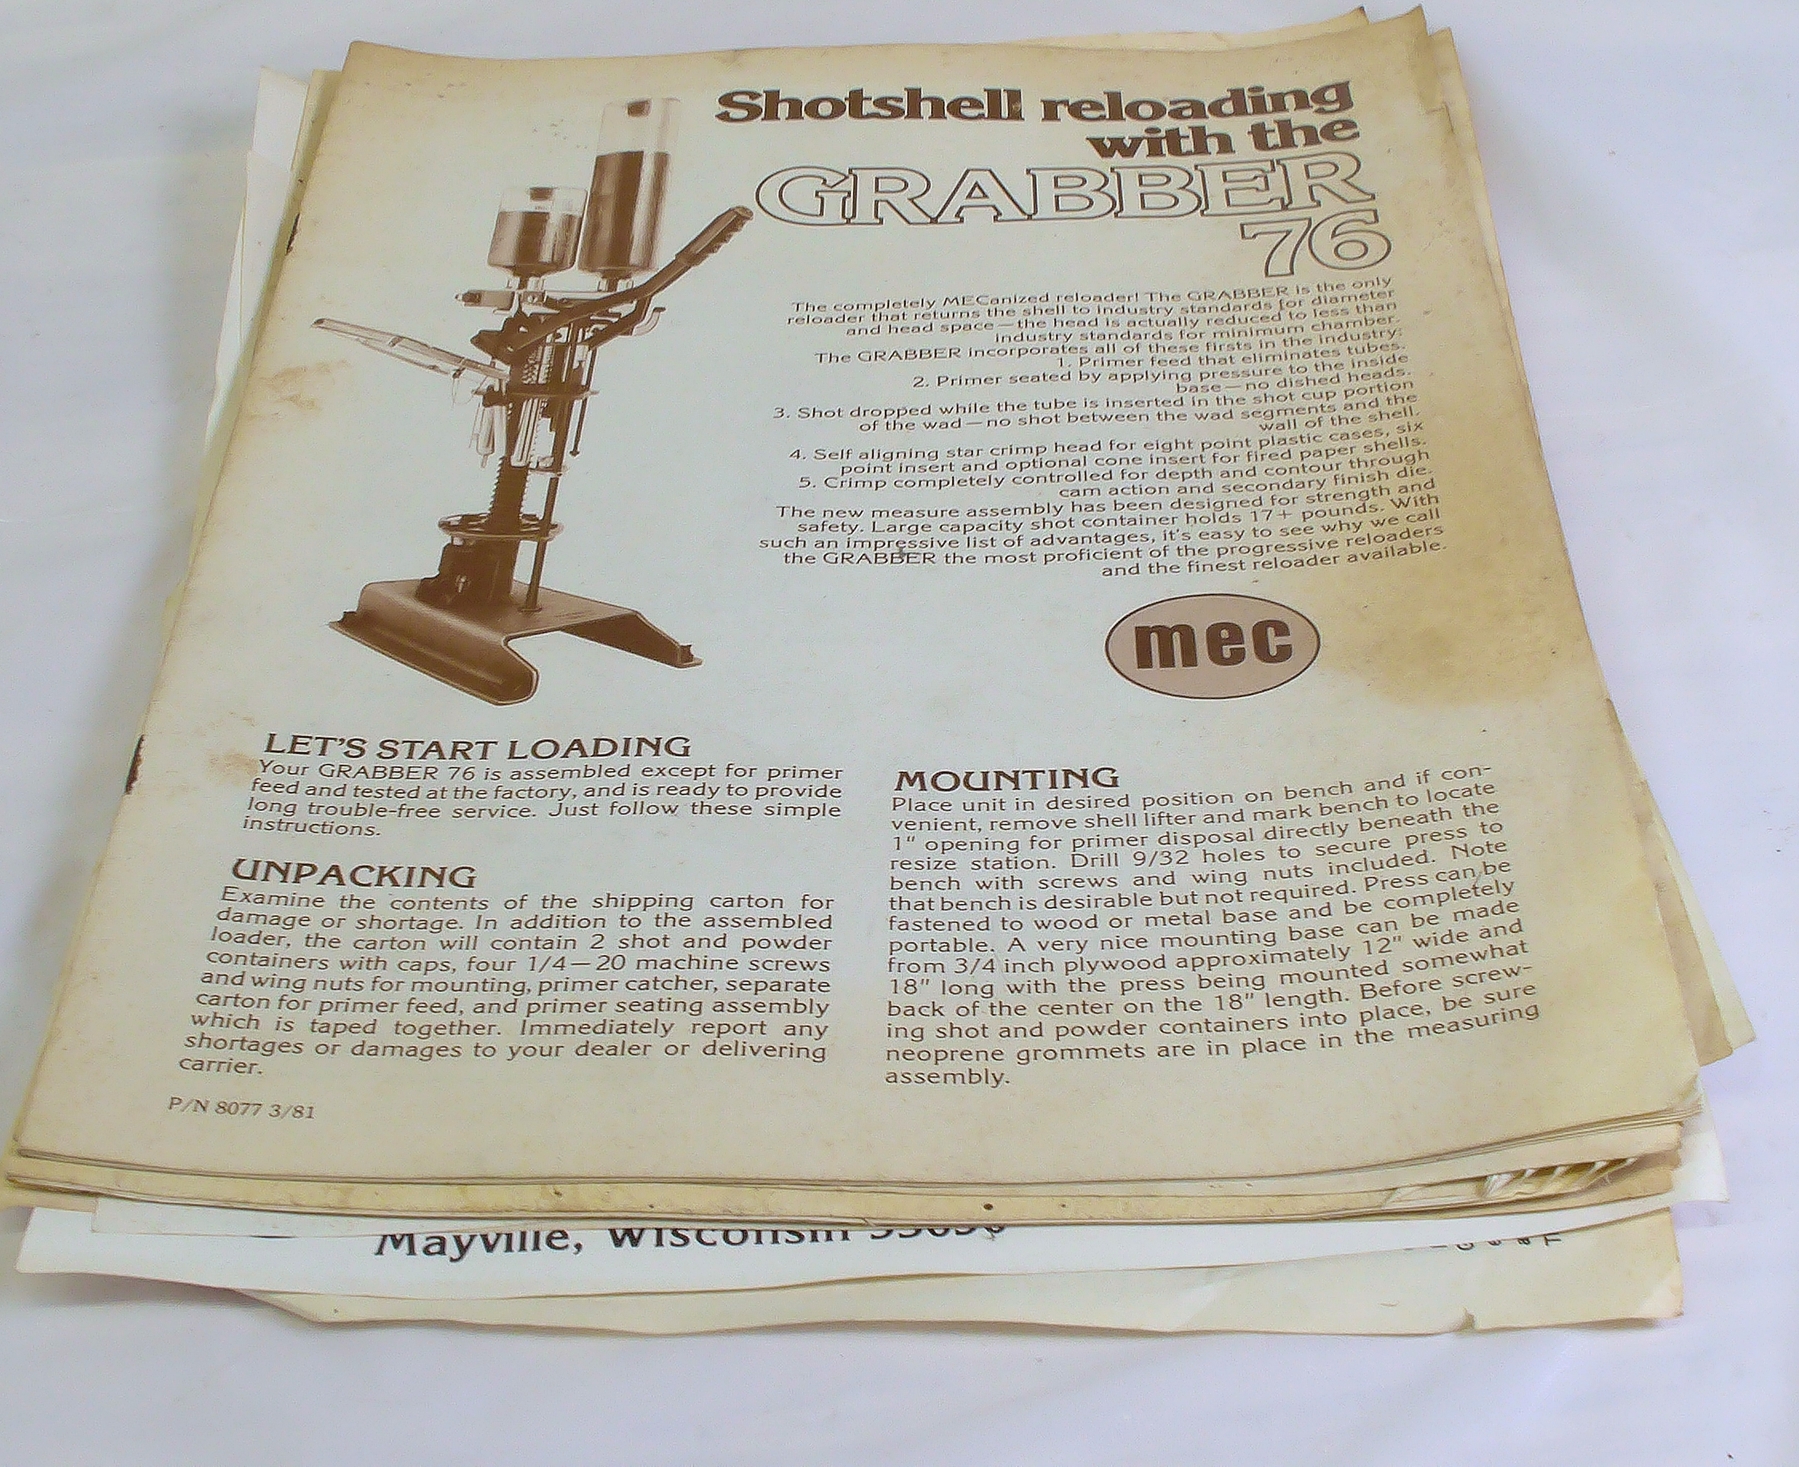 Shotshell reloading
with the
GRABBER
76
The completely MECanized reloader! The GRABBER is the only
reloader that returns the shell to industry standards for diameter
and head space — the head is actually reduced to less than
industry standards for minimum chamber.
The GRABBER incorporates all of these firsts in the industry:
1. Primer feed that eliminates tubes.
2. Primer seated by applying pressure to the inside
base — no dished heads.
3. Shot dropped while the tube is inserted in the shot cup portion
of the wad — no shot between the wad segments and the
wall of the shell.
4. Self aligning star crimp head for eight point plastic cases, six
point insert and optional cone insert for fired paper shells.
5. Crimp completely controlled for depth and contour through
cam action and secondary finish die.
The new measure assembly has been designed for strength and
safety. Large capacity shot container holds 17+ pounds. With
such an impressive list of advantages, it's easy to see why we call
the GRABBER the most proficient of the progressive reloaders
and the finest reloader available.
mec
LET'S START LOADING
Your GRABBER 76 is assembled except for primer
feed and tested at the factory, and is ready to provide
long trouble-free service. Just follow these simple
instructions.
UNPACKING
Examine the contents of the shipping carton for
damage or shortage. In addition to the assembled
loader, the carton will contain 2 shot and powder
containers with caps, four 1/4—20 machine screws
and wing nuts for mounting, primer catcher, separate
carton for primer feed, and primer seating assembly
which is taped together. Immediately report any
shortages or damages to your dealer or delivering
carrier.
P/N 8077 3/81
MOUNTING
Place unit in desired position on bench and if con-
venient, remove shell lifter and mark bench to locate
1" opening for primer disposal directly beneath the
resize station. Drill 9/32 holes to secure press to
bench with screws and wing nuts included. Note
that bench is desirable but not required. Press can be
fastened to wood or metal base and be completely
portable. A very nice mounting base can be made
from 3/4 inch plywood approximately 12" wide and
18" long with the press being mounted somewhat
back of the center on the 18" length. Before screw-
ing shot and powder containers into place, be sure
neoprene grommets are in place in the measuring
assembly.
Mayville, Wisconsin